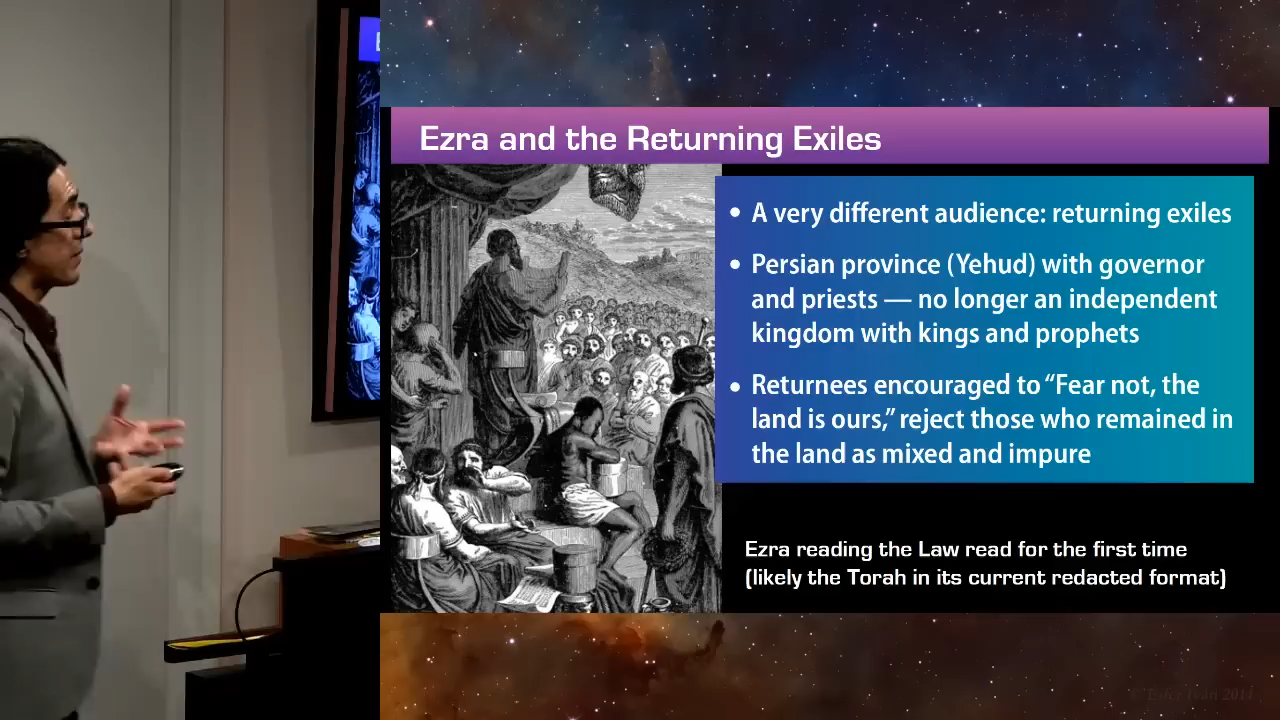 Ezra and the Returning Exiles
• A very different audience: returning exiles
• Persian province (Yehud) with governor
and priests — no longer an independent
kingdom with kings and prophets
• Returnees encouraged to “Fear not, the
land is ours,” reject those who remained in
the land as mixed and impure
Ezra reading the Law read for the first time
(likely the Torah in its current redacted format)